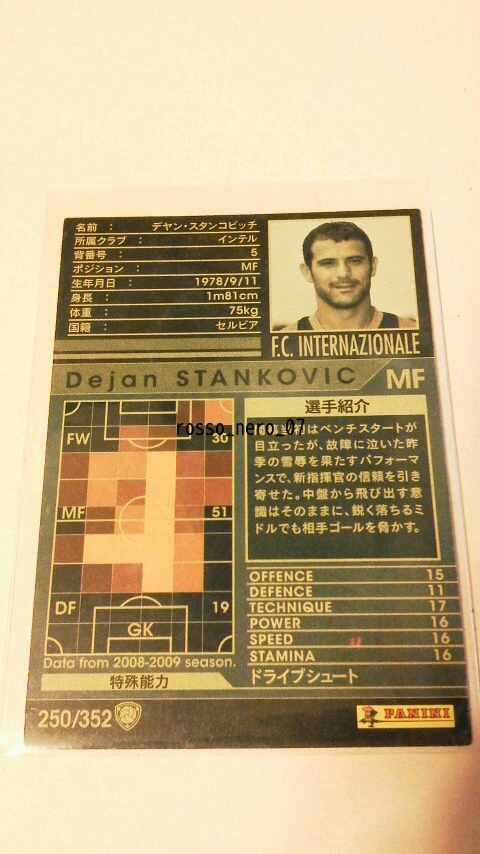 名前 : デヤン・スタンコビッチ
所属クラブ : インテル
背番号 : 5
ポジション : MF
生年月日 : 1978/9/11
身長 : 1m81cm
体重 : 75kg
国籍 : セルビア
F.C. INTERNAZIONALE
Dejan STANKOVIC MF
選手紹介
rosso_nero_07
FW 30
MF 51
DF 19
GK
Data from 2008-2009 season.
当初はベンチスタートが
目立ったが、故障に泣いた昨
季の雪辱を果たすパフォーマ
ンスで、新指揮官の信頼を引き
寄せた。中盤から飛び出す意
識はそのままに、鋭く落ちるミ
ドルでも相手ゴールを脅かす。
OFFENCE 15
DEFENCE 11
TECHNIQUE 17
POWER 16
SPEED 16
STAMINA 16
特殊能力 ドライブシュート
250/352
PANINI